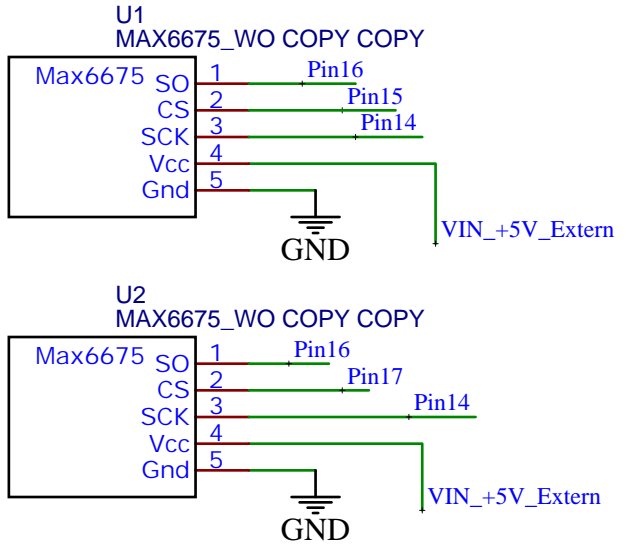 U1
MAX6675_WO COPY COPY
Max6675
SO 1 Pin16
CS 2 Pin15
SCK 3 Pin14
Vcc 4
Gnd 5
VIN_+5V_Extern
GND
U2
MAX6675_WO COPY COPY
Max6675
SO 1 Pin16
CS 2 Pin17
SCK 3 Pin14
Vcc 4
Gnd 5
VIN_+5V_Extern
GND